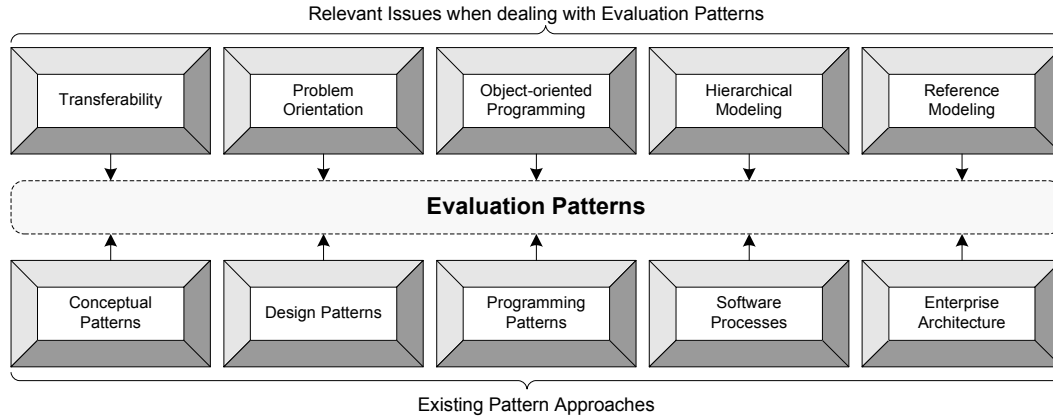 Relevant Issues when dealing with Evaluation Patterns
Transferability
Problem
Orientation
Object-oriented
Programming
Hierarchical
Modeling
Reference
Modeling
Evaluation Patterns
Conceptual
Patterns
Design Patterns
Programming
Patterns
Software
Processes
Enterprise
Architecture
Existing Pattern Approaches